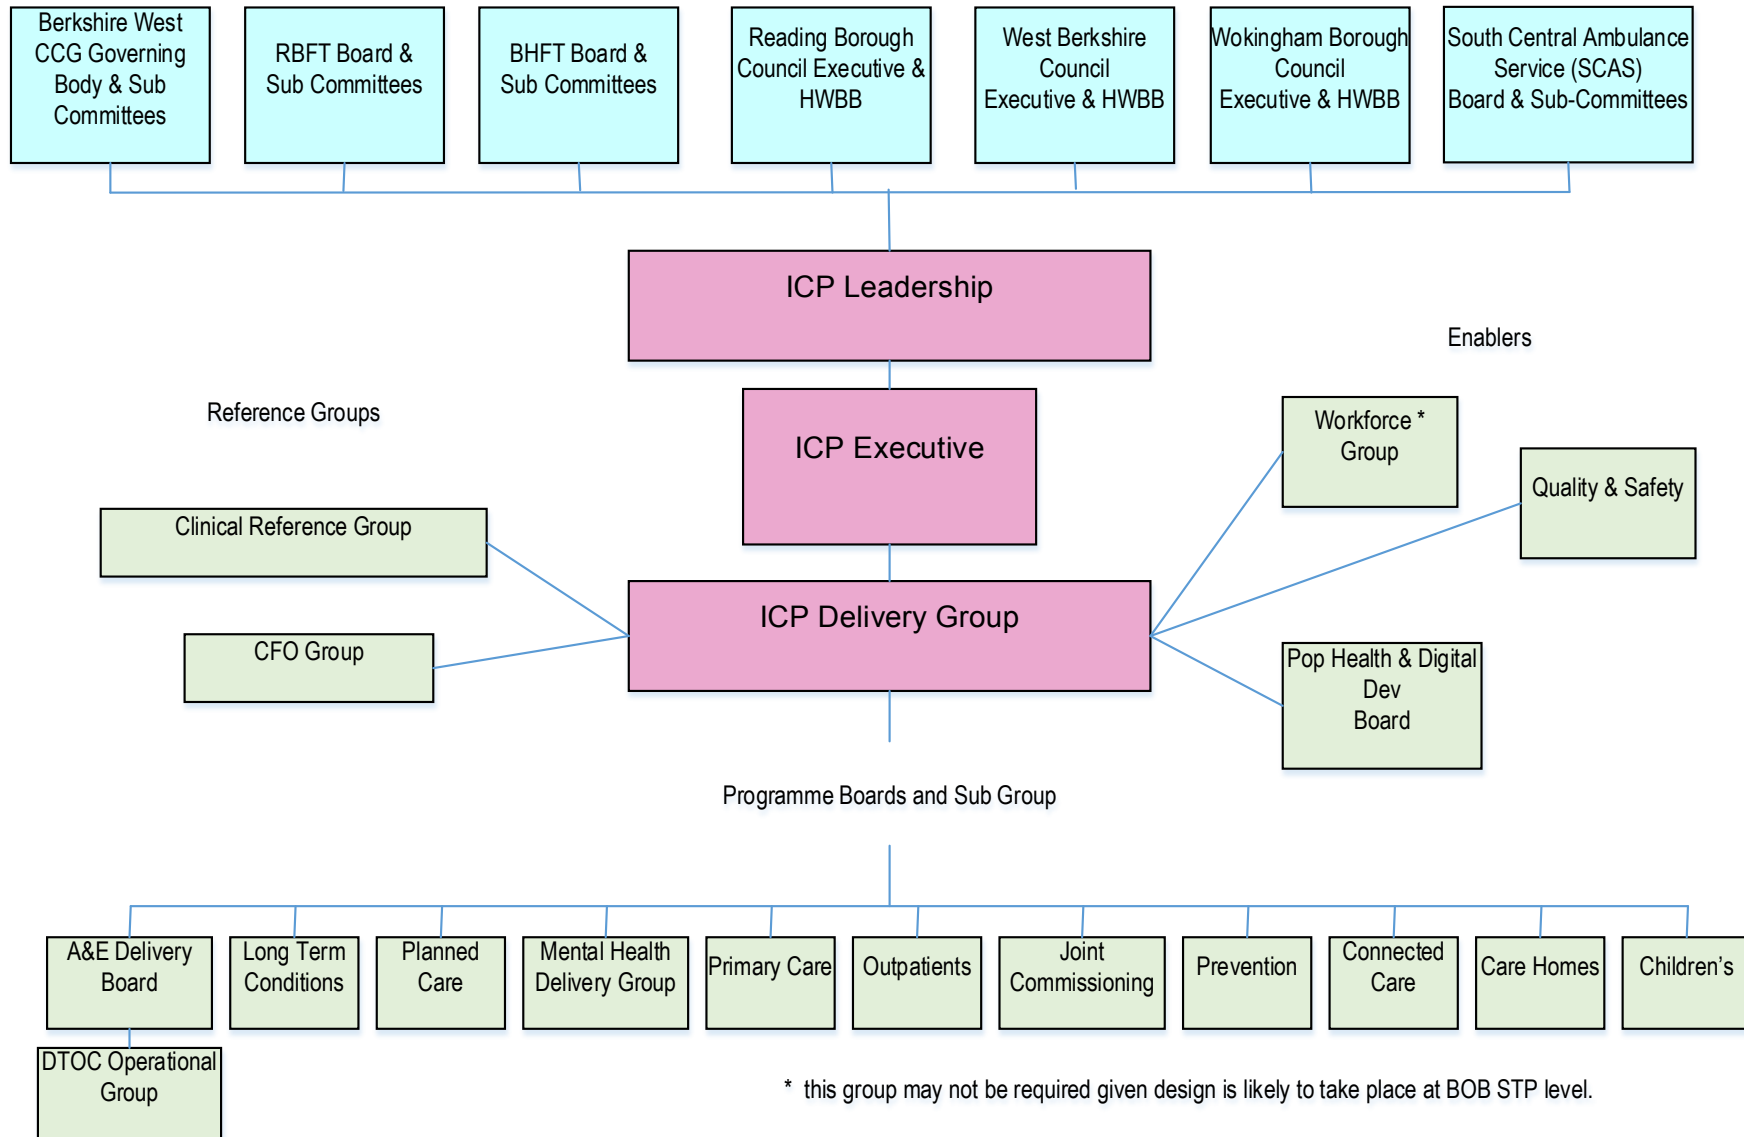 Berkshire West
CCG Governing
Body & Sub
Committees
RBFT Board &
Sub Committees
BHFT Board &
Sub Committees
Reading Borough
Council Executive &
HWBB
West Berkshire
Council
Executive & HWBB
Wokingham Borough
Council
Executive & HWBB
South Central Ambulance
Service (SCAS)
Board & Sub-Committees
ICP Leadership
Enablers
Reference Groups
ICP Executive
Workforce *
Group
Quality & Safety
Clinical Reference Group
ICP Delivery Group
CFO Group
Pop Health & Digital
Dev
Board
Programme Boards and Sub Group
A&E Delivery
Board
Long Term
Conditions
Planned
Care
Mental Health
Delivery Group
Primary Care
Outpatients
Joint
Commissioning
Prevention
Connected
Care
Care Homes
Children’s
DTOC Operational
Group
* this group may not be required given design is likely to take place at BOB STP level.